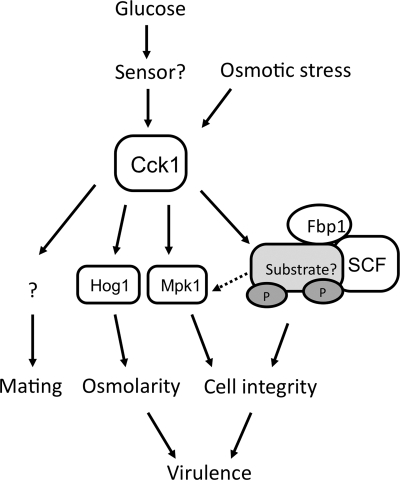 Glucose
Sensor?
Osmotic stress
Cck1
Fbp1
Substrate?
SCF
?
Hog1
Mpk1
P
P
Mating
Osmolarity
Cell integrity
Virulence